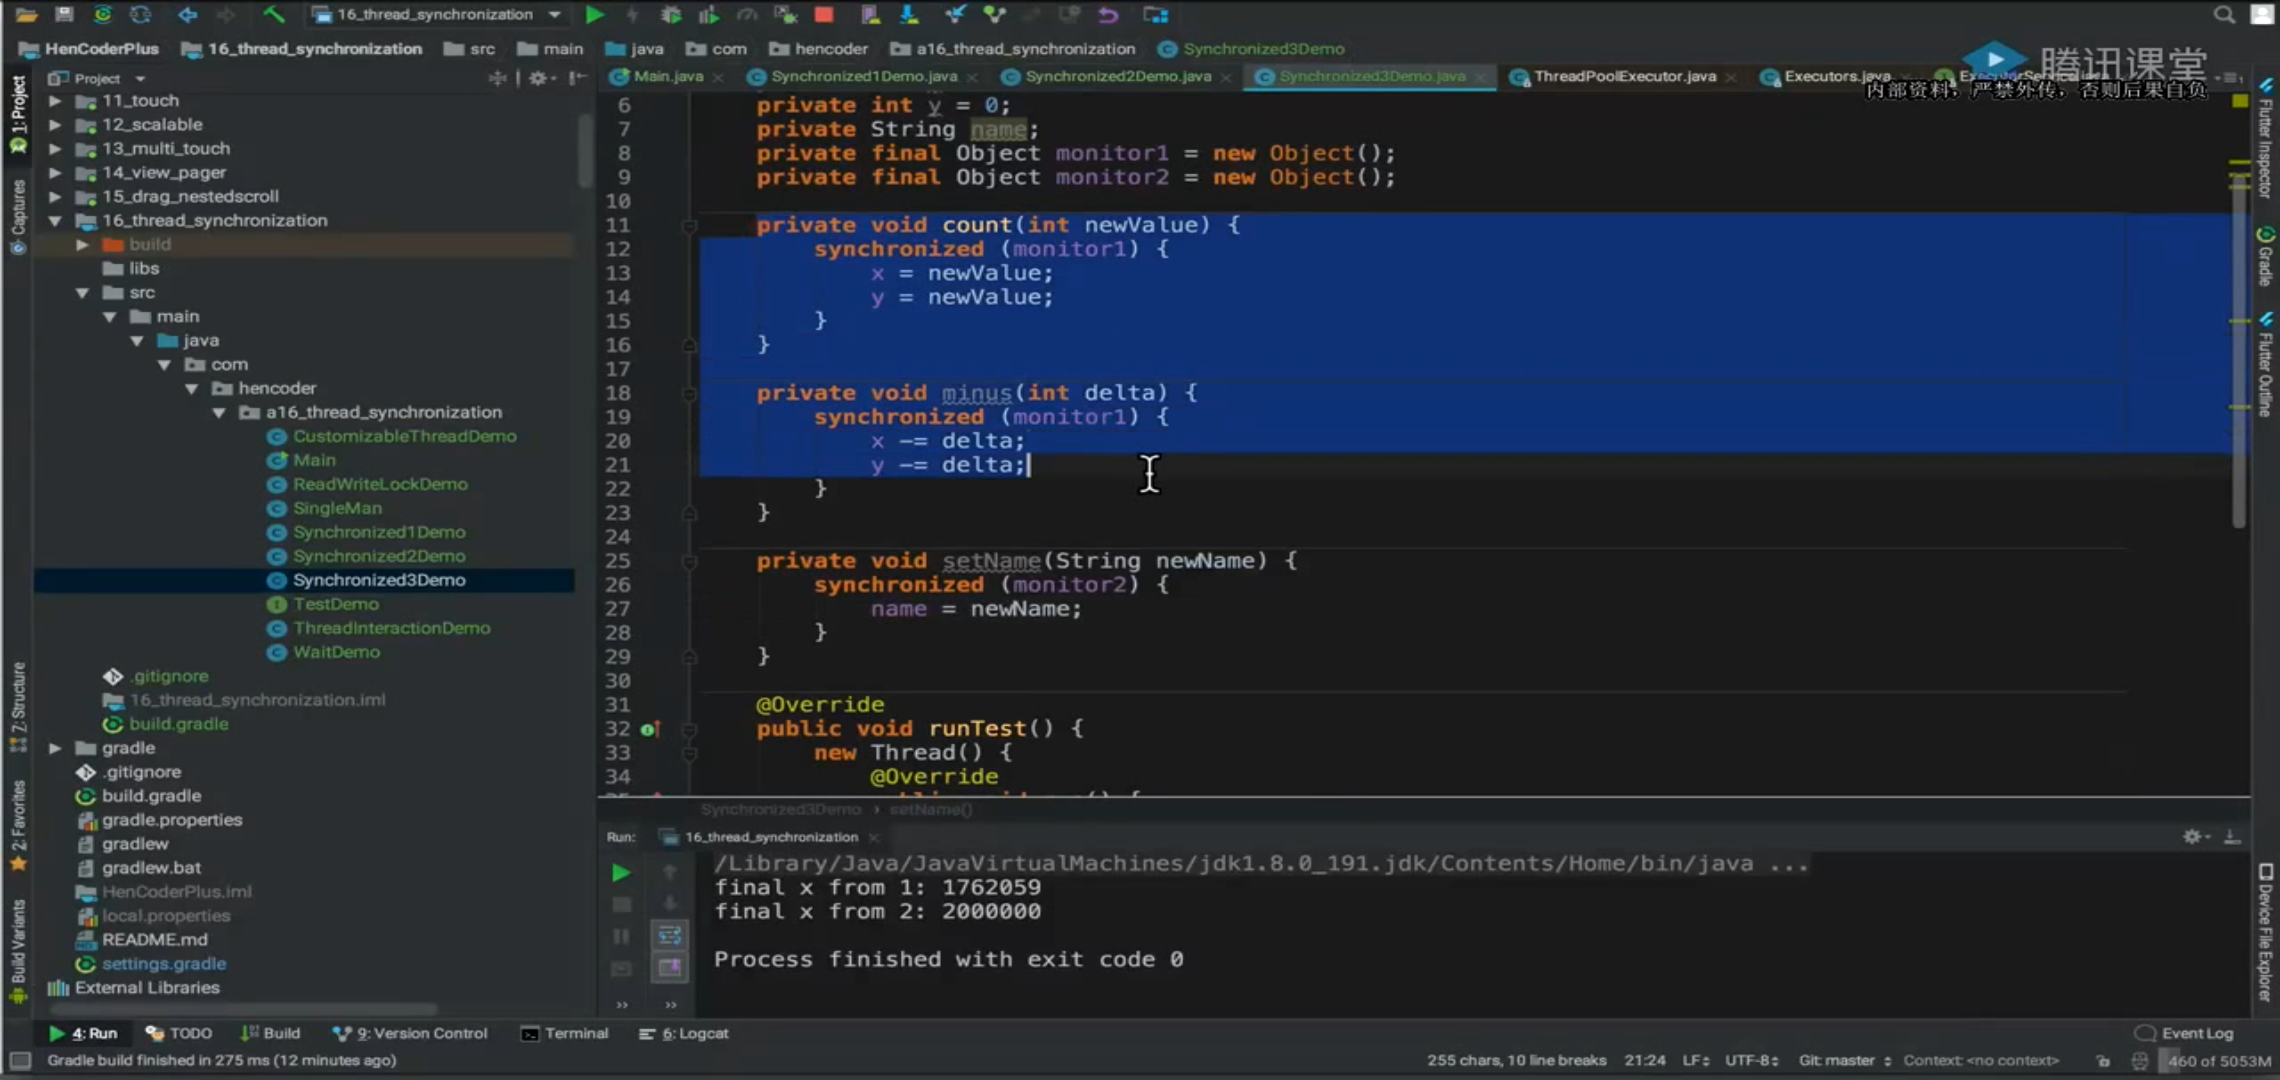 16_thread_synchronization
HenCoderPlus 16_thread_synchronization src main java com hencoder a16_thread_synchronization Synchronized3Demo
腾讯课堂
内部资料，严禁外传，否则后果自负
Project
Main.java Synchronized1Demo.java Synchronized2Demo.java Synchronized3Demo.java ThreadPoolExecutor.java Executors.java
1: Project
Captures
7: Structure
2: Favorites
Build Variants
11_touch
12_scalable
13_multi_touch
14_view_pager
15_drag_nestedscroll
16_thread_synchronization
build
libs
src
main
java
com
hencoder
a16_thread_synchronization
CustomizableThreadDemo
Main
ReadWriteLockDemo
SingleMan
Synchronized1Demo
Synchronized2Demo
Synchronized3Demo
TestDemo
ThreadInteractionDemo
WaitDemo
.gitignore
16_thread_synchronization.iml
build.gradle
gradle
.gitignore
build.gradle
gradle.properties
gradlew
gradlew.bat
HenCoderPlus.iml
local.properties
README.md
settings.gradle
External Libraries
6 private int y = 0;
7 private String name;
8 private final Object monitor1 = new Object();
9 private final Object monitor2 = new Object();
10
11 private void count(int newValue) {
12 synchronized (monitor1) {
13 x = newValue;
14 y = newValue;
15 }
16 }
17
18 private void minus(int delta) {
19 synchronized (monitor1) {
20 x -= delta;
21 y -= delta;
22 }
23 }
24
25 private void setName(String newName) {
26 synchronized (monitor2) {
27 name = newName;
28 }
29 }
30
31 @Override
32 public void runTest() {
33 new Thread() {
34 @Override
Synchronized3Demo › setName()
Run: 16_thread_synchronization
/Library/Java/JavaVirtualMachines/jdk1.8.0_191.jdk/Contents/Home/bin/java ...
final x from 1: 1762059
final x from 2: 2000000
Process finished with exit code 0
Flutter Inspector
Gradle
Flutter Outline
Device File Explorer
4: Run TODO Build 9: Version Control Terminal 6: Logcat Event Log
Gradle build finished in 275 ms (12 minutes ago) 255 chars, 10 line breaks 21:24 LF UTF-8 Git: master Context: <no context> 460 of 5053M